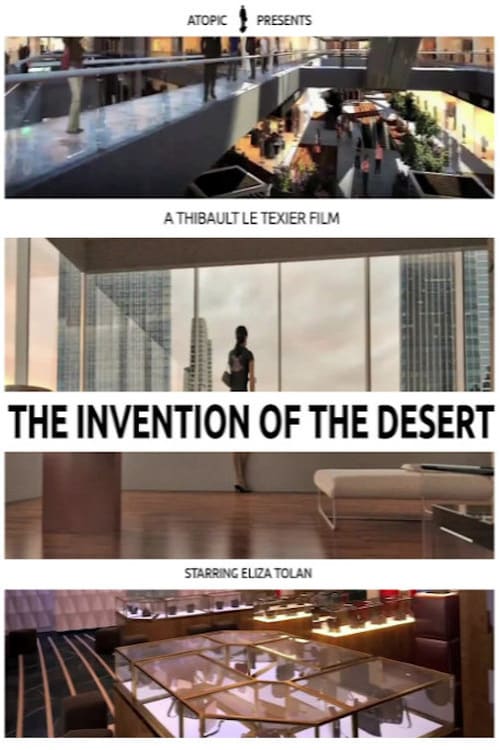 ATOPIC PRESENTS
A THIBAULT LE TEXIER FILM
THE INVENTION OF THE DESERT
STARRING ELIZA TOLAN